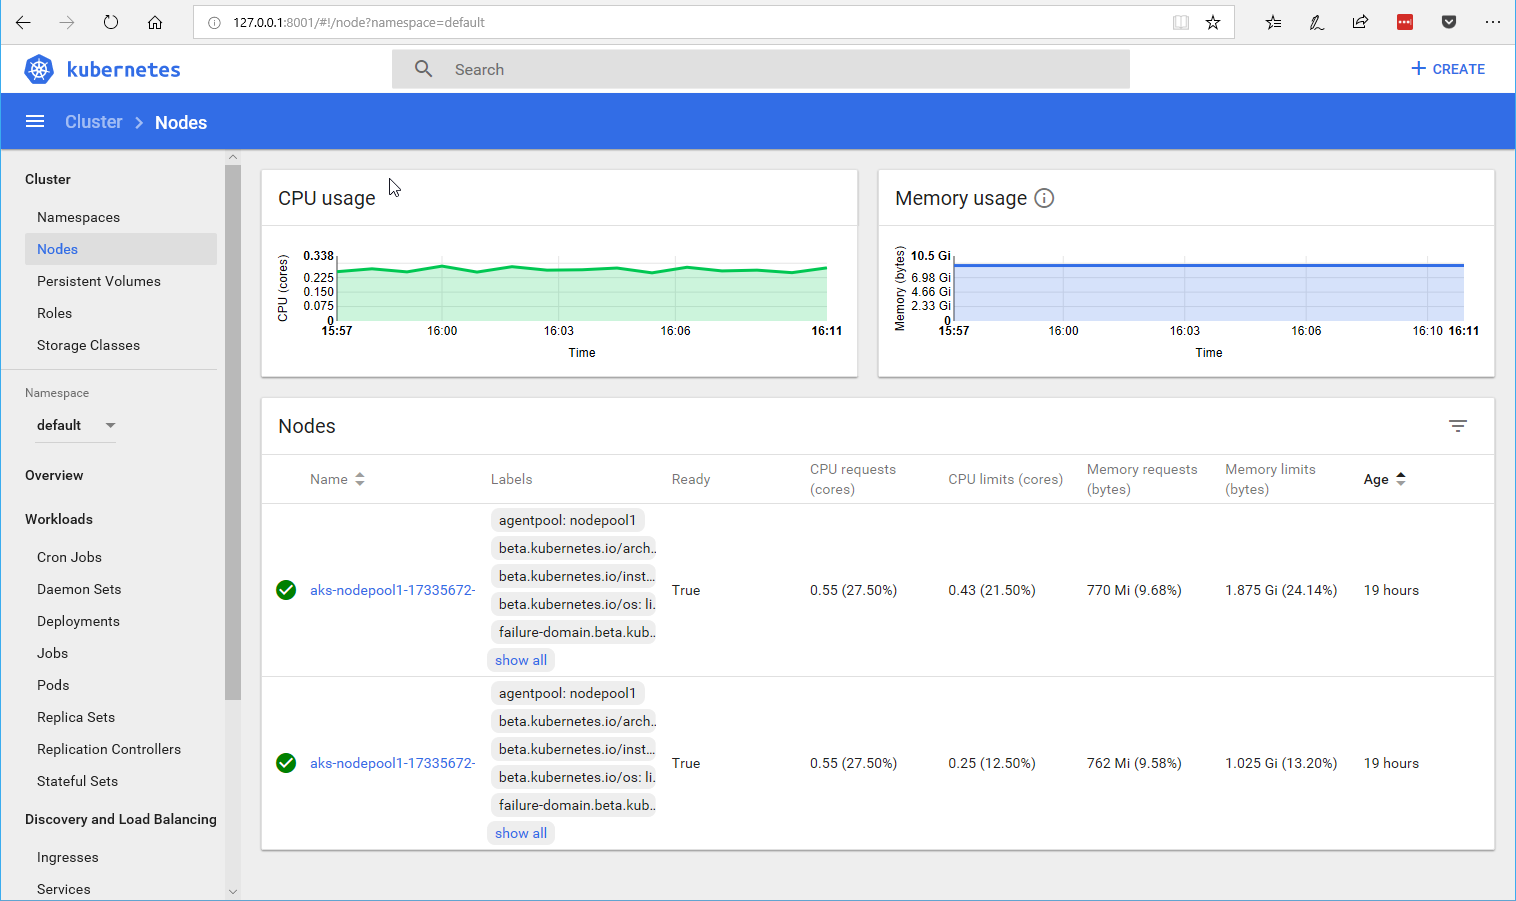 127.0.0.1:8001/#!/node?namespace=default
kubernetes
Search
CREATE
Cluster
Nodes
Cluster
Namespaces
Nodes
Persistent Volumes
Roles
Storage Classes
Namespace
default
Overview
Workloads
Cron Jobs
Daemon Sets
Deployments
Jobs
Pods
Replica Sets
Replication Controllers
Stateful Sets
Discovery and Load Balancing
Ingresses
Services
CPU usage
CPU (cores)
0.338
0.225
0.150
0.075
0
15:57 16:00 16:03 16:06 16:11
Time
Memory usage
Memory (bytes)
10.5 Gi
6.98 Gi
4.66 Gi
2.33 Gi
0
15:57 16:00 16:03 16:06 16:10 16:11
Time
Nodes
Name Labels Ready CPU requests (cores) CPU limits (cores) Memory requests (bytes) Memory limits (bytes) Age
agentpool: nodepool1
beta.kubernetes.io/arch..
beta.kubernetes.io/inst...
aks-nodepool1-17335672- True 0.55 (27.50%) 0.43 (21.50%) 770 Mi (9.68%) 1.875 Gi (24.14%) 19 hours
beta.kubernetes.io/os: li.
failure-domain.beta.kub..
show all
agentpool: nodepool1
beta.kubernetes.io/arch..
beta.kubernetes.io/inst...
aks-nodepool1-17335672- True 0.55 (27.50%) 0.25 (12.50%) 762 Mi (9.58%) 1.025 Gi (13.20%) 19 hours
beta.kubernetes.io/os: li.
failure-domain.beta.kub..
show all